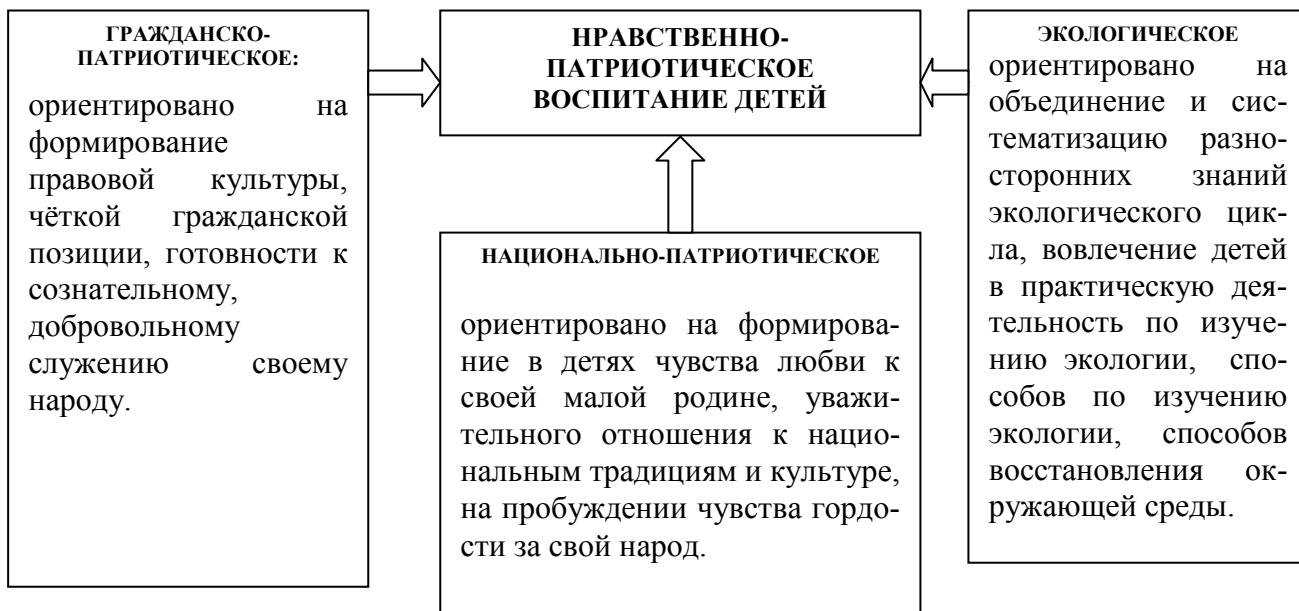 ГРАЖДАНСКО-
ПАТРИОТИЧЕСКОЕ:
ориентировано на
формирование
правовой культуры,
чёткой гражданской
позиции, готовности к
сознательному,
добровольному
служению своему
народу.
НРАВСТВЕННО-
ПАТРИОТИЧЕСКОЕ
ВОСПИТАНИЕ ДЕТЕЙ
НАЦИОНАЛЬНО-ПАТРИОТИЧЕСКОЕ
ориентировано на формирова-
ние в детях чувства любви к
своей малой родине, уважи-
тельного отношения к нацио-
нальным традициям и культуре,
на пробуждении чувства гордо-
сти за свой народ.
ЭКОЛОГИЧЕСКОЕ
ориентировано на
объединение и сис-
тематизацию разно-
сторонних знаний
экологического цик-
ла, вовлечение детей
в практическую дея-
тельность по изуче-
нию экологии, спо-
собов по изучению
экологии, способов
восстановления ок-
ружающей среды.